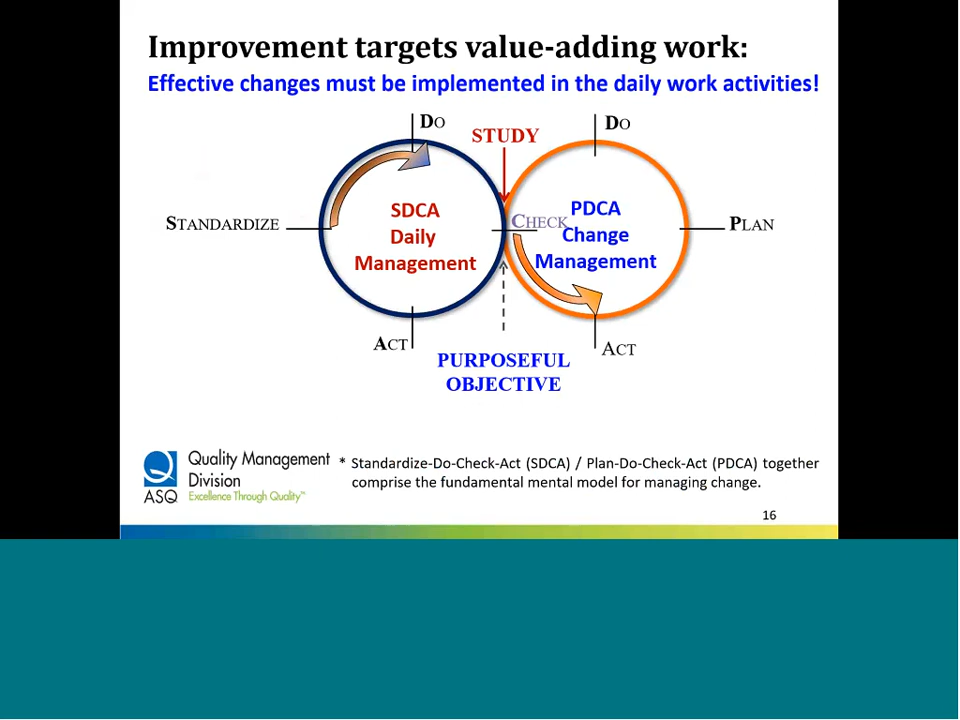 Improvement targets value-adding work:
Effective changes must be implemented in the daily work activities!
DO
STUDY
DO
STANDARDIZE
SDCA
Daily
Management
CHECK
PDCA
Change
Management
PLAN
ACT
PURPOSEFUL
OBJECTIVE
ACT
ASQ
Quality Management
Division
Excellence Through Quality™
* Standardize-Do-Check-Act (SDCA) / Plan-Do-Check-Act (PDCA) together
comprise the fundamental mental model for managing change.
16